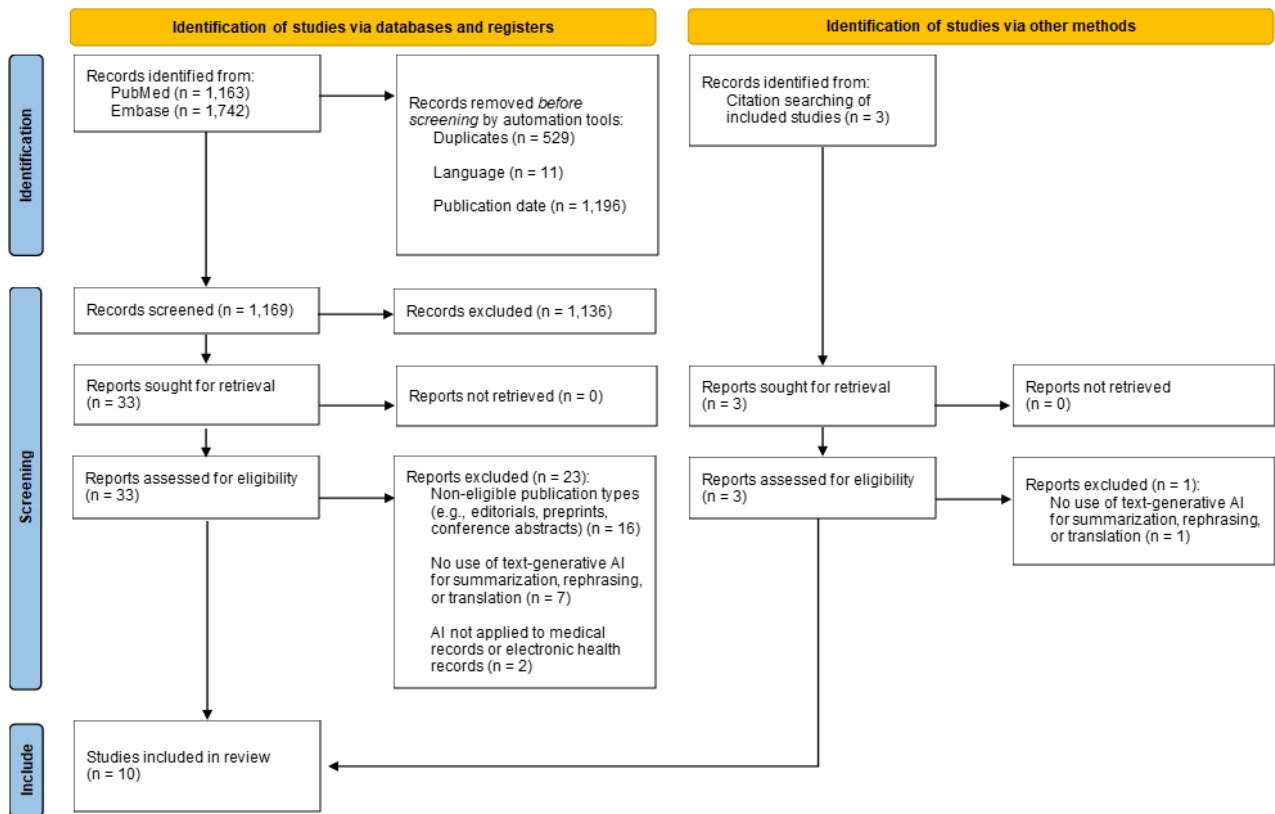 Identification of studies via databases and registers
Identification of studies via other methods
Identification
Records identified from:
PubMed (n = 1,163)
Embase (n = 1,742)
Records removed before
screening by automation tools:
Duplicates (n = 529)
Language (n = 11)
Publication date (n = 1,196)
Records identified from:
Citation searching of
included studies (n = 3)
Screening
Records screened (n = 1,169)
Records excluded (n = 1,136)
Reports sought for retrieval
(n = 33)
Reports not retrieved (n = 0)
Reports sought for retrieval
(n = 3)
Reports not retrieved
(n = 0)
Reports assessed for eligibility
(n = 33)
Reports excluded (n = 23):
Non-eligible publication types
(e.g., editorials, preprints,
conference abstracts) (n = 16)
No use of text-generative AI
for summarization, rephrasing,
or translation (n = 7)
AI not applied to medical
records or electronic health
records (n = 2)
Reports assessed for eligibility
(n = 3)
Reports excluded (n = 1):
No use of text-generative AI
for summarization, rephrasing,
or translation (n = 1)
Include
Studies included in review
(n = 10)